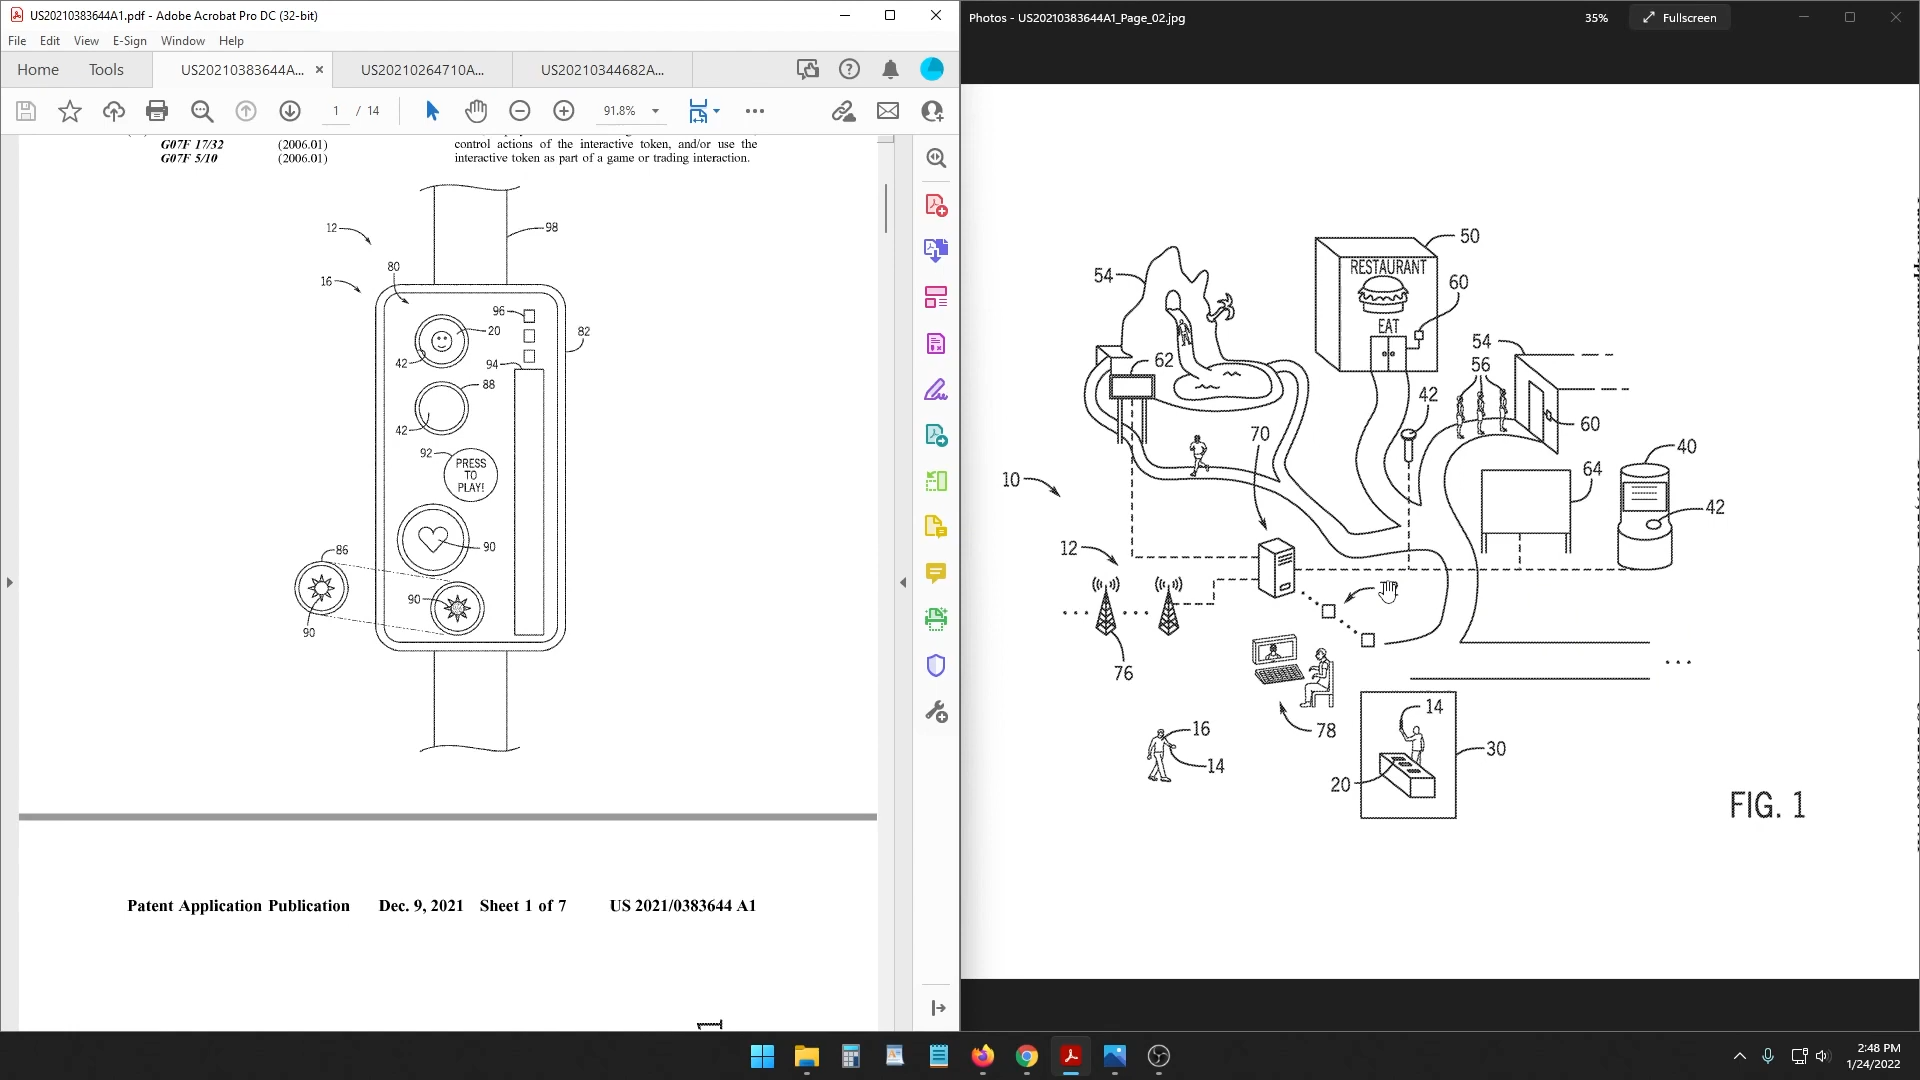 US20210383644A1.pdf - Adobe Acrobat Pro DC (32-bit)
File Edit View E-Sign Window Help
Home Tools US20210383644A... × US20210264710A... US20210344682A...
1 / 14 91.8%
G07F 17/32 (2006.01)
G07F 5/10 (2006.01)
control actions of the interactive token, and/or use the
interactive token as part of a game or trading interaction.
12
98
80
16
96
20
82
42
94
88
42
92
PRESS
TO
PLAY!
86
90
90
90
Patent Application Publication Dec. 9, 2021 Sheet 1 of 7 US 2021/0383644 A1
Photos - US20210383644A1_Page_02.jpg
35% Fullscreen
50
54
RESTAURANT
60
EAT
54
62
56
42
60
70
40
64
10
42
12
76
16
14
78
14
30
20
FIG. 1
2:48 PM
1/24/2022